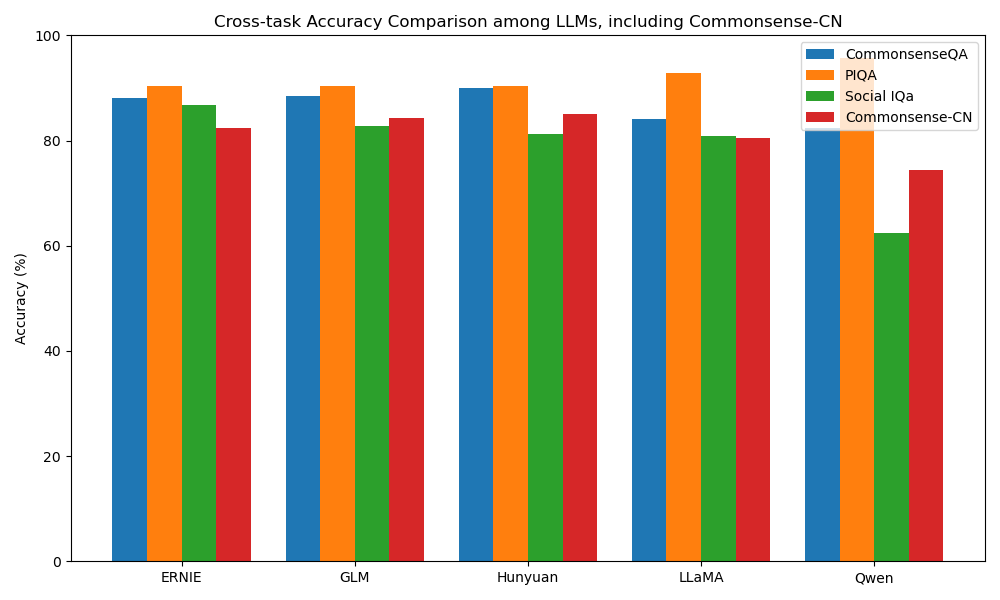 Cross-task Accuracy Comparison among LLMs, including Commonsense-CN
Accuracy (%)
100
80
60
40
20
0
CommonsenseQA
PIQA
Social IQa
Commonsense-CN
ERNIE
GLM
Hunyuan
LLaMA
Qwen